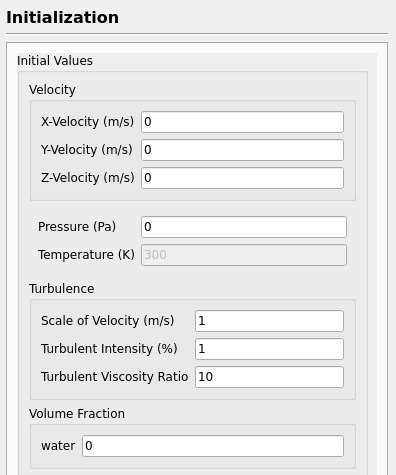 Initialization
Initial Values
Velocity
X-Velocity (m/s) 0
Y-Velocity (m/s) 0
Z-Velocity (m/s) 0
Pressure (Pa) 0
Temperature (K) 300
Turbulence
Scale of Velocity (m/s) 1
Turbulent Intensity (%) 1
Turbulent Viscosity Ratio 10
Volume Fraction
water 0